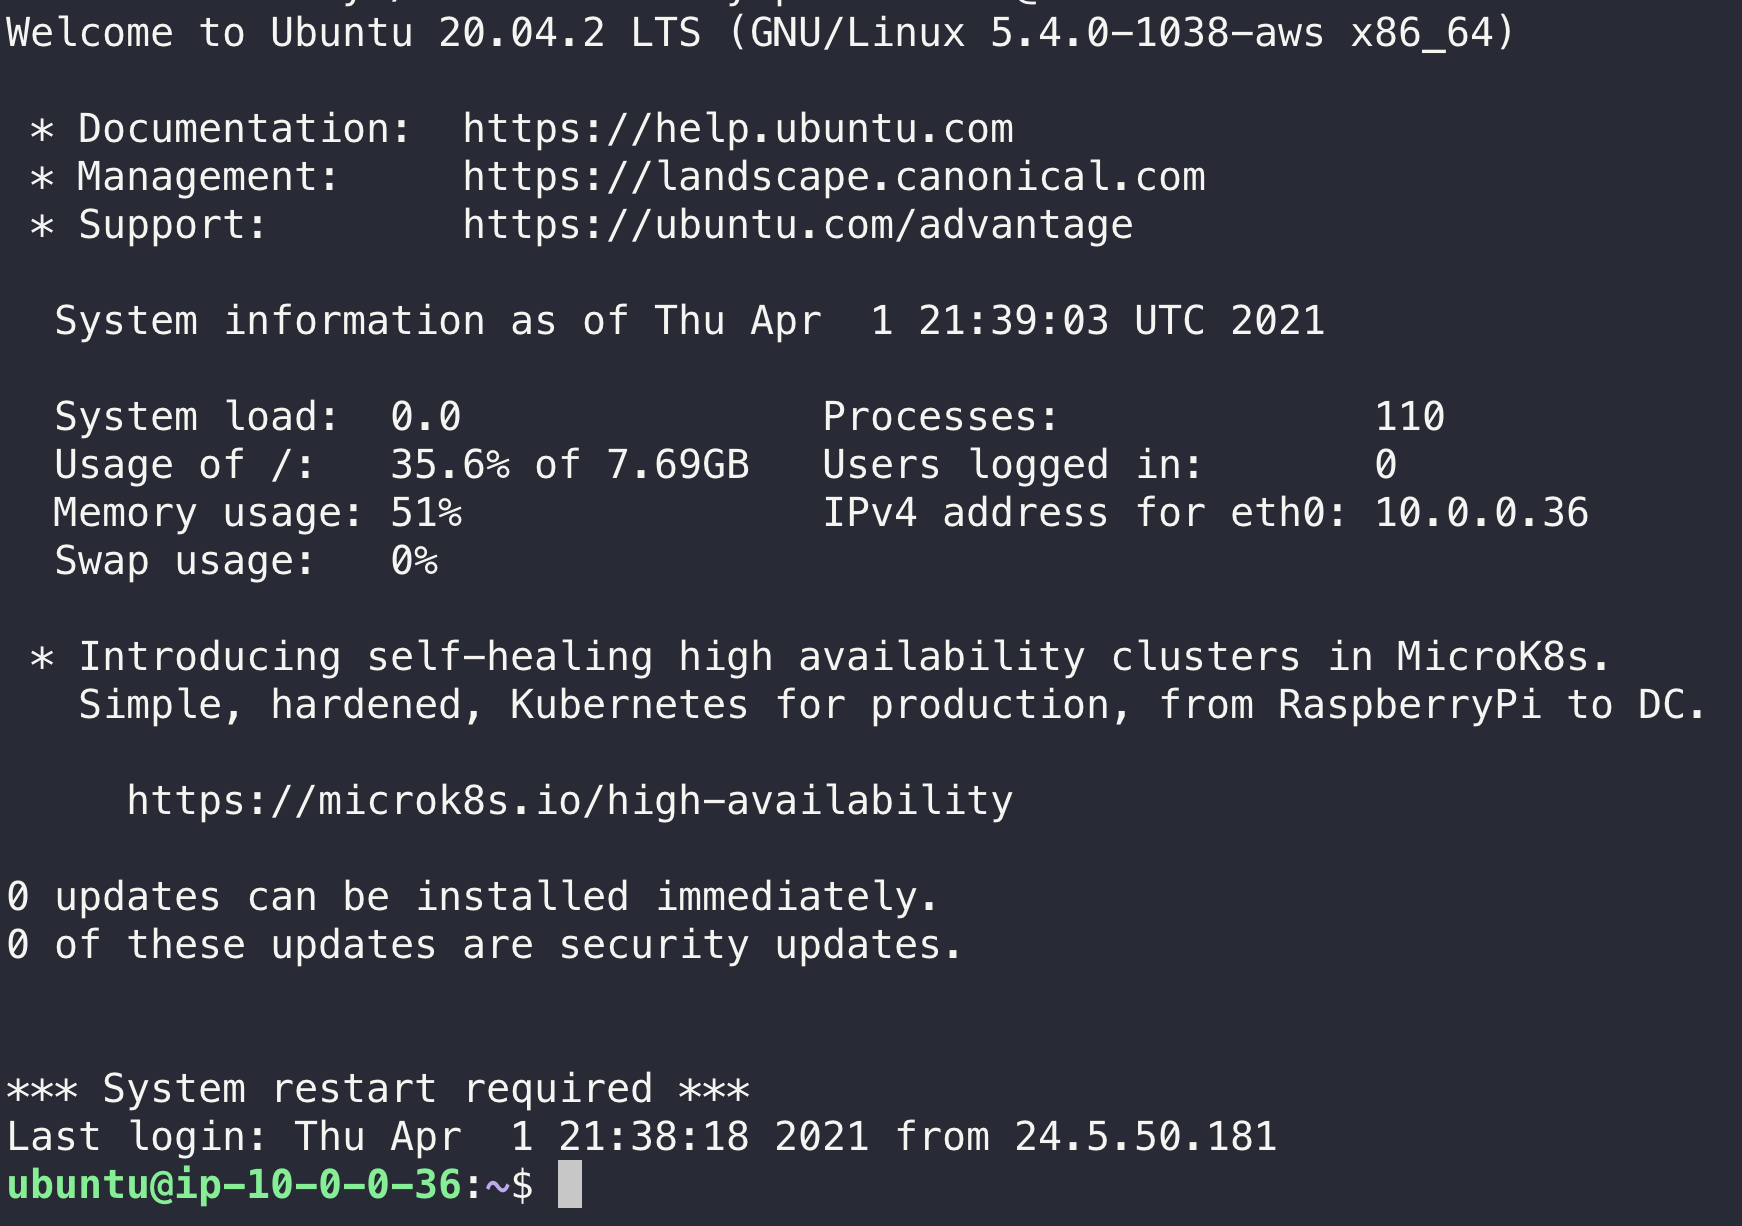 Welcome to Ubuntu 20.04.2 LTS (GNU/Linux 5.4.0-1038-aws x86_64)

 * Documentation:  https://help.ubuntu.com
 * Management:     https://landscape.canonical.com
 * Support:        https://ubuntu.com/advantage

  System information as of Thu Apr  1 21:39:03 UTC 2021

  System load:  0.0               Processes:             110
  Usage of /:   35.6% of 7.69GB   Users logged in:       0
  Memory usage: 51%               IPv4 address for eth0: 10.0.0.36
  Swap usage:   0%

 * Introducing self-healing high availability clusters in MicroK8s.
   Simple, hardened, Kubernetes for production, from RaspberryPi to DC.

     https://microk8s.io/high-availability

0 updates can be installed immediately.
0 of these updates are security updates.


*** System restart required ***
Last login: Thu Apr  1 21:38:18 2021 from 24.5.50.181
ubuntu@ip-10-0-0-36:~$